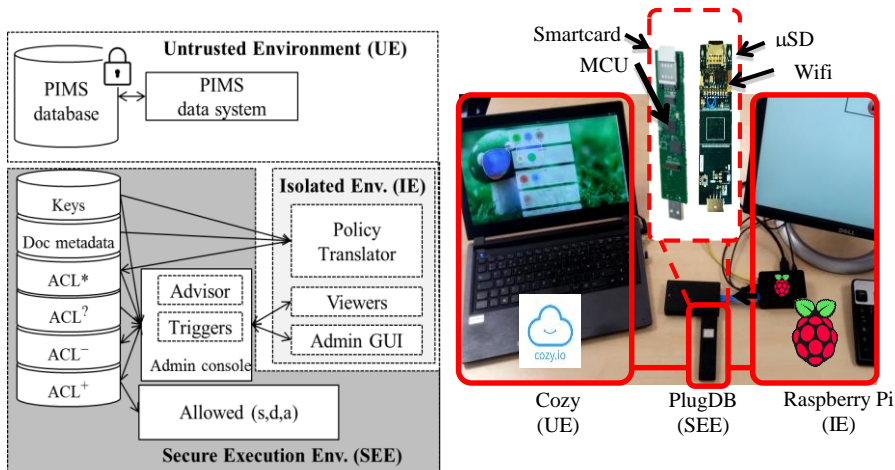 Untrusted Environment (UE)
PIMS
database
PIMS
data system
Keys
Doc metadata
ACL*
ACL?
ACL−
ACL+
Isolated Env. (IE)
Policy
Translator
Advisor
Triggers
Admin console
Viewers
Admin GUI
Allowed (s,d,a)
Secure Execution Env. (SEE)
Smartcard
MCU
μSD
Wifi
DELL
cozy.io
Cozy
(UE)
PlugDB
(SEE)
Raspberry Pi
(IE)